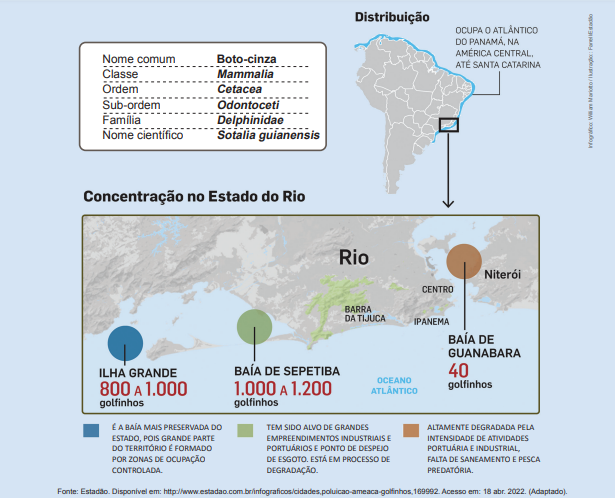 Distribuição
OCUPA O ATLÂNTICO
DO PANAMÁ, NA
AMÉRICA CENTRAL,
ATÉ SANTA CATARINA
Infográfico: William Mariotto / Ilustração: Farrell/Estadão
Nome comum Boto-cinza
Classe Mammalia
Ordem Cetacea
Sub-ordem Odontoceti
Família Delphinidae
Nome científico Sotalia guianensis
Concentração no Estado do Rio
Rio
Niterói
CENTRO
BARRA
DA TIJUCA
IPANEMA
ILHA GRANDE
800 A 1.000
golfinhos
BAÍA DE SEPETIBA
1.000 A 1.200
golfinhos
OCEANO
ATLÂNTICO
BAÍA DE
GUANABARA
40
golfinhos
É A BAÍA MAIS PRESERVADA DO
ESTADO, POIS GRANDE PARTE
DO TERRITÓRIO É FORMADO
POR ZONAS DE OCUPAÇÃO
CONTROLADA.
TEM SIDO ALVO DE GRANDES
EMPREENDIMENTOS INDUSTRIAIS E
PORTUÁRIOS E PONTO DE DESPEJO
DE ESGOTO. ESTÁ EM PROCESSO DE
DEGRADAÇÃO.
ALTAMENTE DEGRADADA PELA
INTENSIDADE DE ATIVIDADES
PORTUÁRIA E INDUSTRIAL,
FALTA DE SANEAMENTO E PESCA
PREDATÓRIA.
Fonte: Estadão. Disponível em: http://www.estadao.com.br/infograficos/cidades,poluicao-ameaca-golfinhos,169992. Acesso em: 18 abr. 2022. (Adaptado).